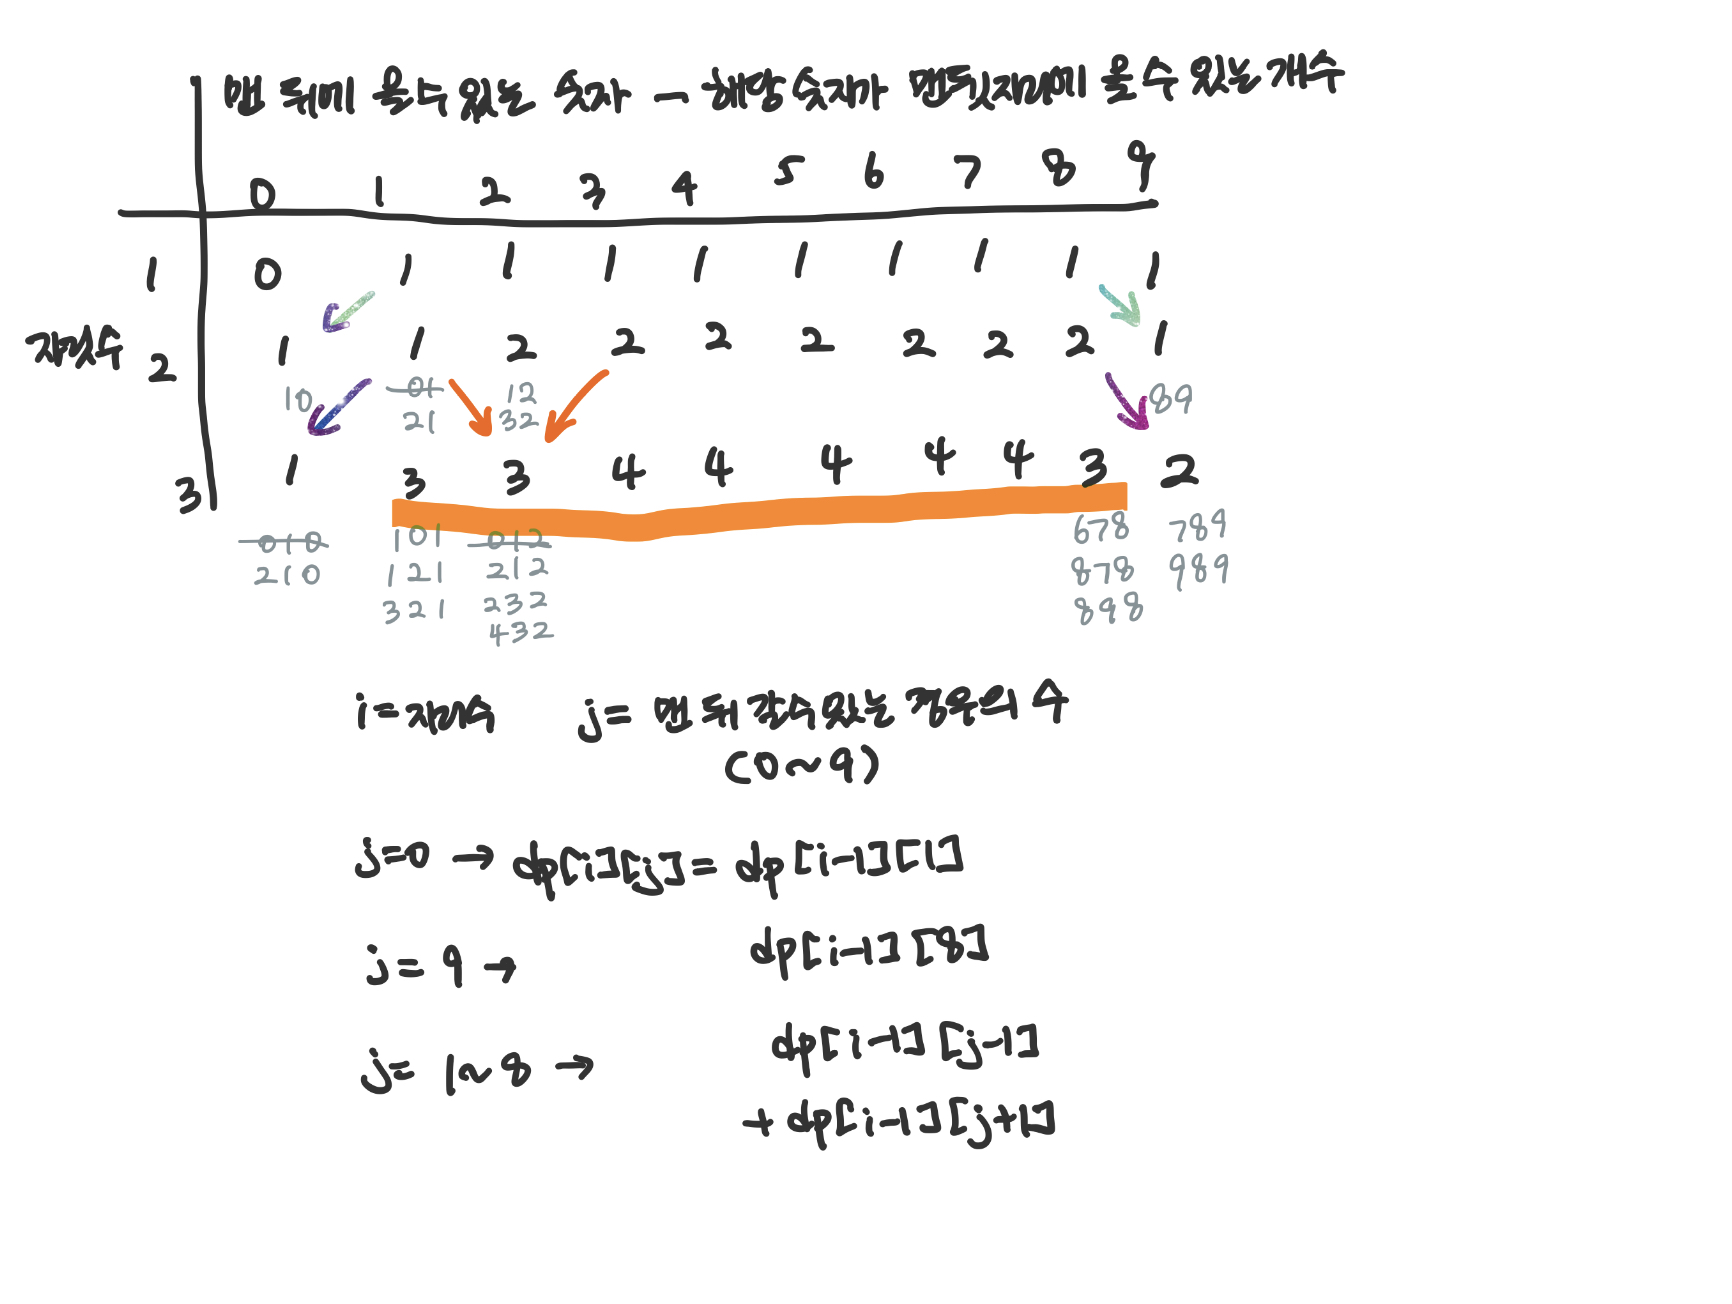 맨 뒤에 올 수 있는 숫자 - 해당 숫자가 맨 뒷자리에 올 수 있는 개수
0 1 2 3 4 5 6 7 8 9
1 0 1 1 1 1 1 1 1 1 1
자릿수 2 1 1 2 2 2 2 2 2 2 1
10 01 12 89
21 32
3 1 3 3 4 4 4 4 4 3 2
010 101 012 678 789
210 121 212 878 989
321 232 898
432
i = 자리수 j = 맨 뒤 갈 수 있는 경우의 수
(0~9)
j=0 → dp[i][j] = dp[i-1][1]
j = 9 → dp[i-1][8]
j = 1~8 → dp[i-1][j-1]
+ dp[i-1][j+1]